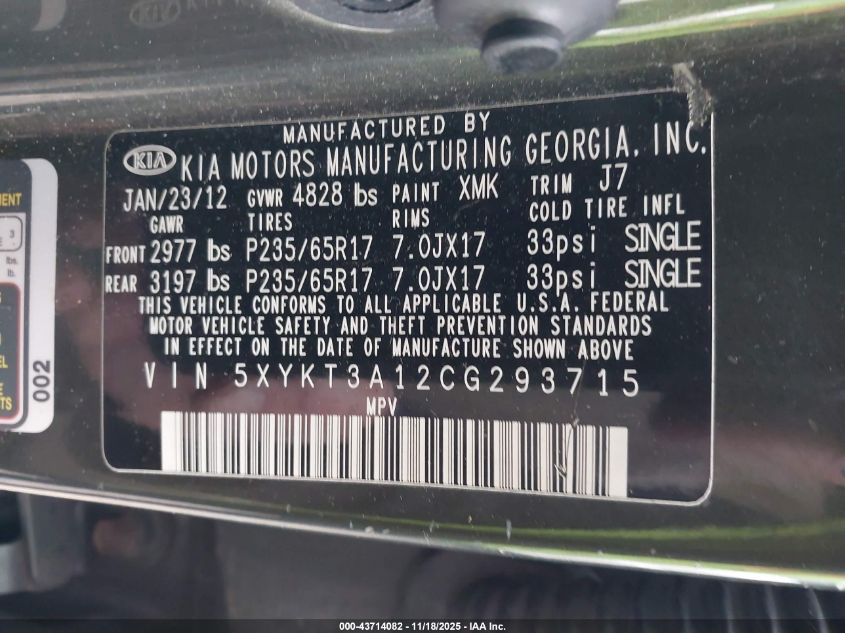 MANUFACTURED BY
KIA KIA MOTORS MANUFACTURING GEORGIA, INC.
JAN/23/12 GVWR 4828 lbs PAINT XMK TRIM J7
GAWR TIRES RIMS COLD TIRE INFL
FRONT 2977 lbs P235/65R17 7.0JX17 33psi SINGLE
REAR 3197 lbs P235/65R17 7.0JX17 33psi SINGLE
THIS VEHICLE CONFORMS TO ALL APPLICABLE U.S.A. FEDERAL
MOTOR VEHICLE SAFETY AND THEFT PREVENTION STANDARDS
IN EFFECT ON THE DATE OF MANUFACTURE SHOWN ABOVE
VIN 5XYKT3A12CG293715
MPV
002
000-43714082 - 11/18/2025 - IAA Inc.